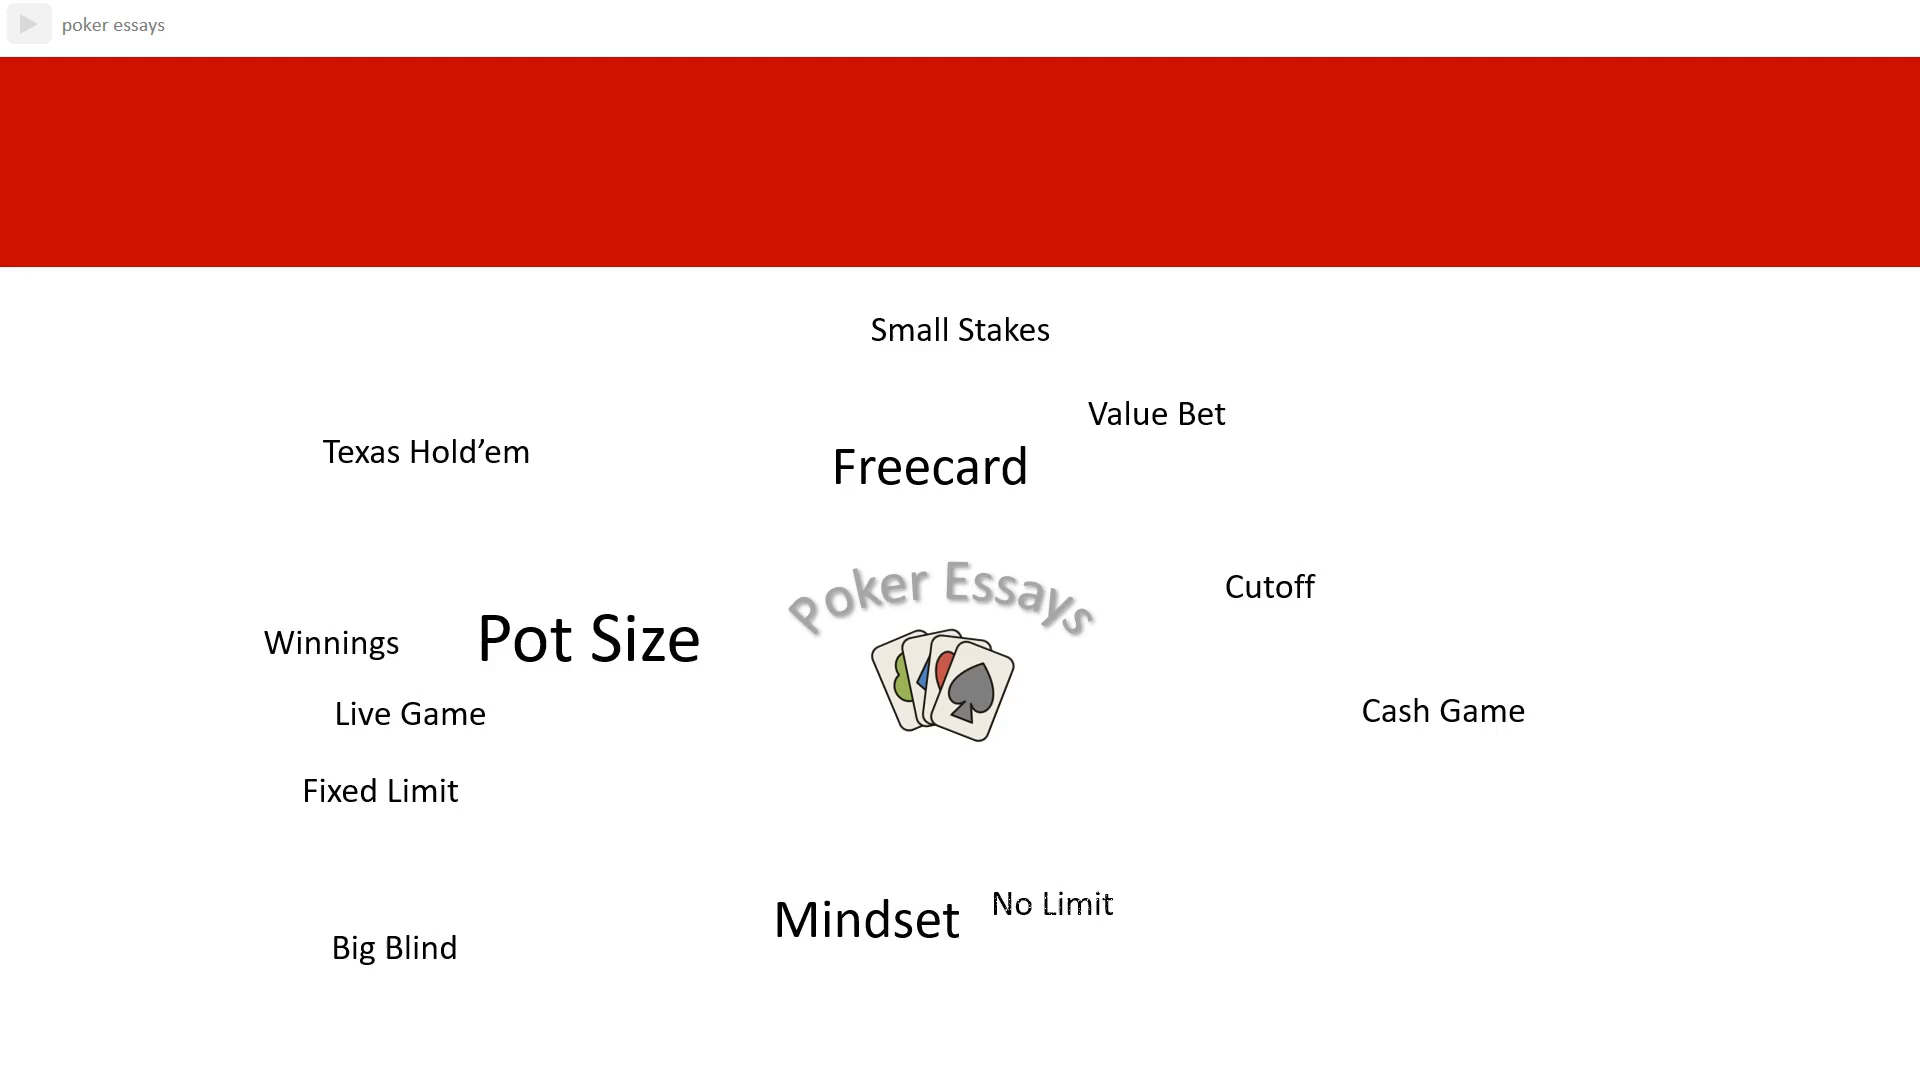 poker essays
Small Stakes
Value Bet
Texas Hold’em
Freecard
Poker Essays
Cutoff
Winnings
Pot Size
Live Game
Cash Game
Fixed Limit
Mindset
No Limit
Big Blind